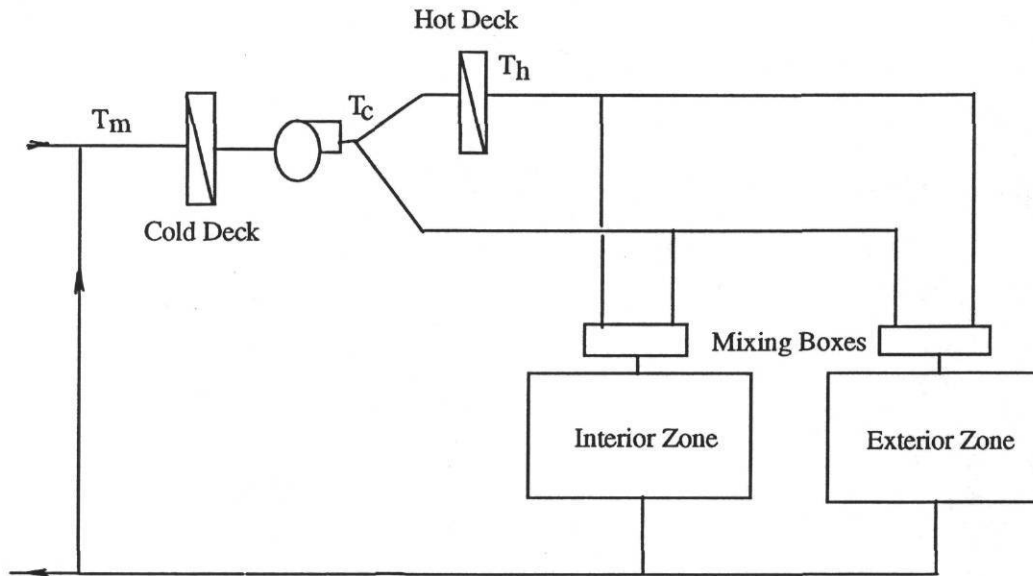 Hot Deck
Th
Tc
Tm
Cold Deck
Mixing Boxes
Interior Zone
Exterior Zone